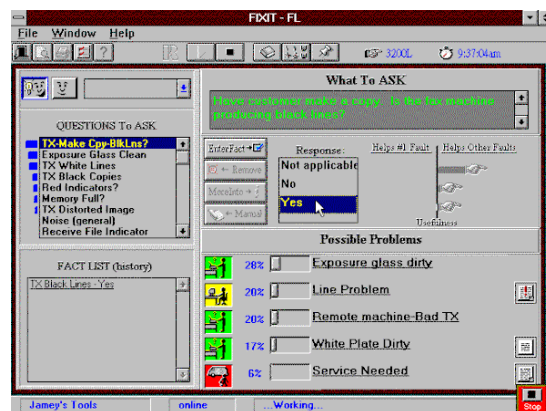 FIXIT - FL
File Window Help
3200L 9:37:04am
What To ASK
Have customer make a copy. Is the fax machine
producing black lines?
QUESTIONS To ASK
TX-Make Cpy-BlkLns?
Exposure Glass Clean
TX White Lines
TX Black Copies
Red Indicators?
Memory Full?
TX Distorted Image
Noise (general)
Receive File Indicator
EnterFact
Remove
Manual
Response:
Not applicable
No
Yes
Helps #1 Fault Helps Other Faults
Usefulness
Possible Problems
28% Exposure glass dirty
20% Line Problem
20% Remote machine-Bad TX
17% White Plate Dirty
6% Service Needed
FACT LIST (history)
TX Black Lines - Yes
Jamey's Tools online ...Working...
Stop